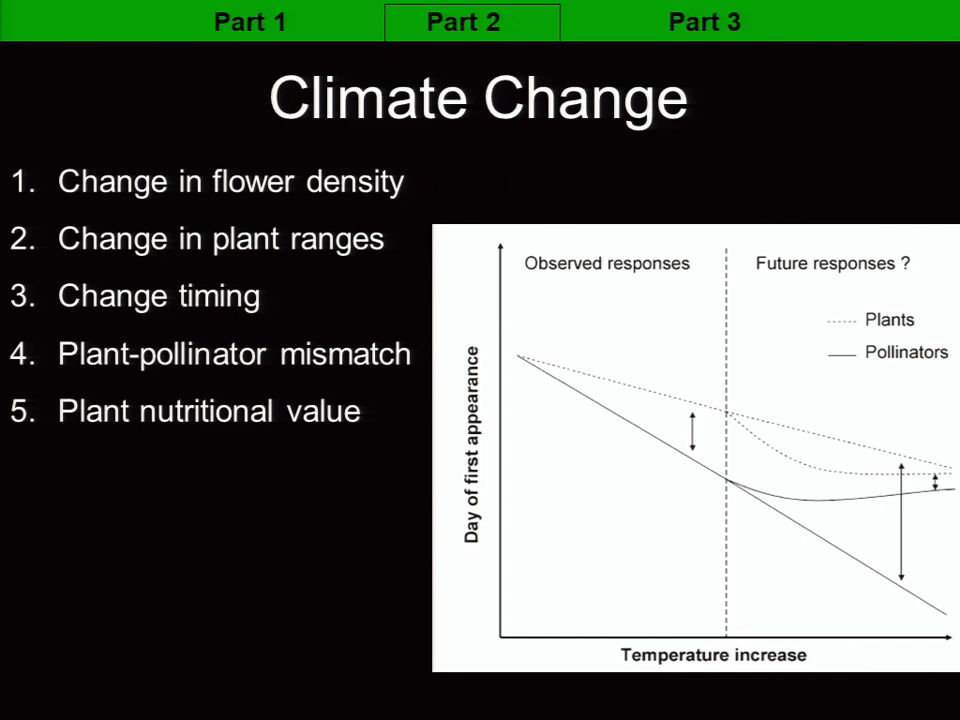 Part 1 Part 2 Part 3
Climate Change
1. Change in flower density
2. Change in plant ranges
3. Change timing
4. Plant-pollinator mismatch
5. Plant nutritional value
Observed responses
Future responses ?
Plants
Pollinators
Day of first appearance
Temperature increase